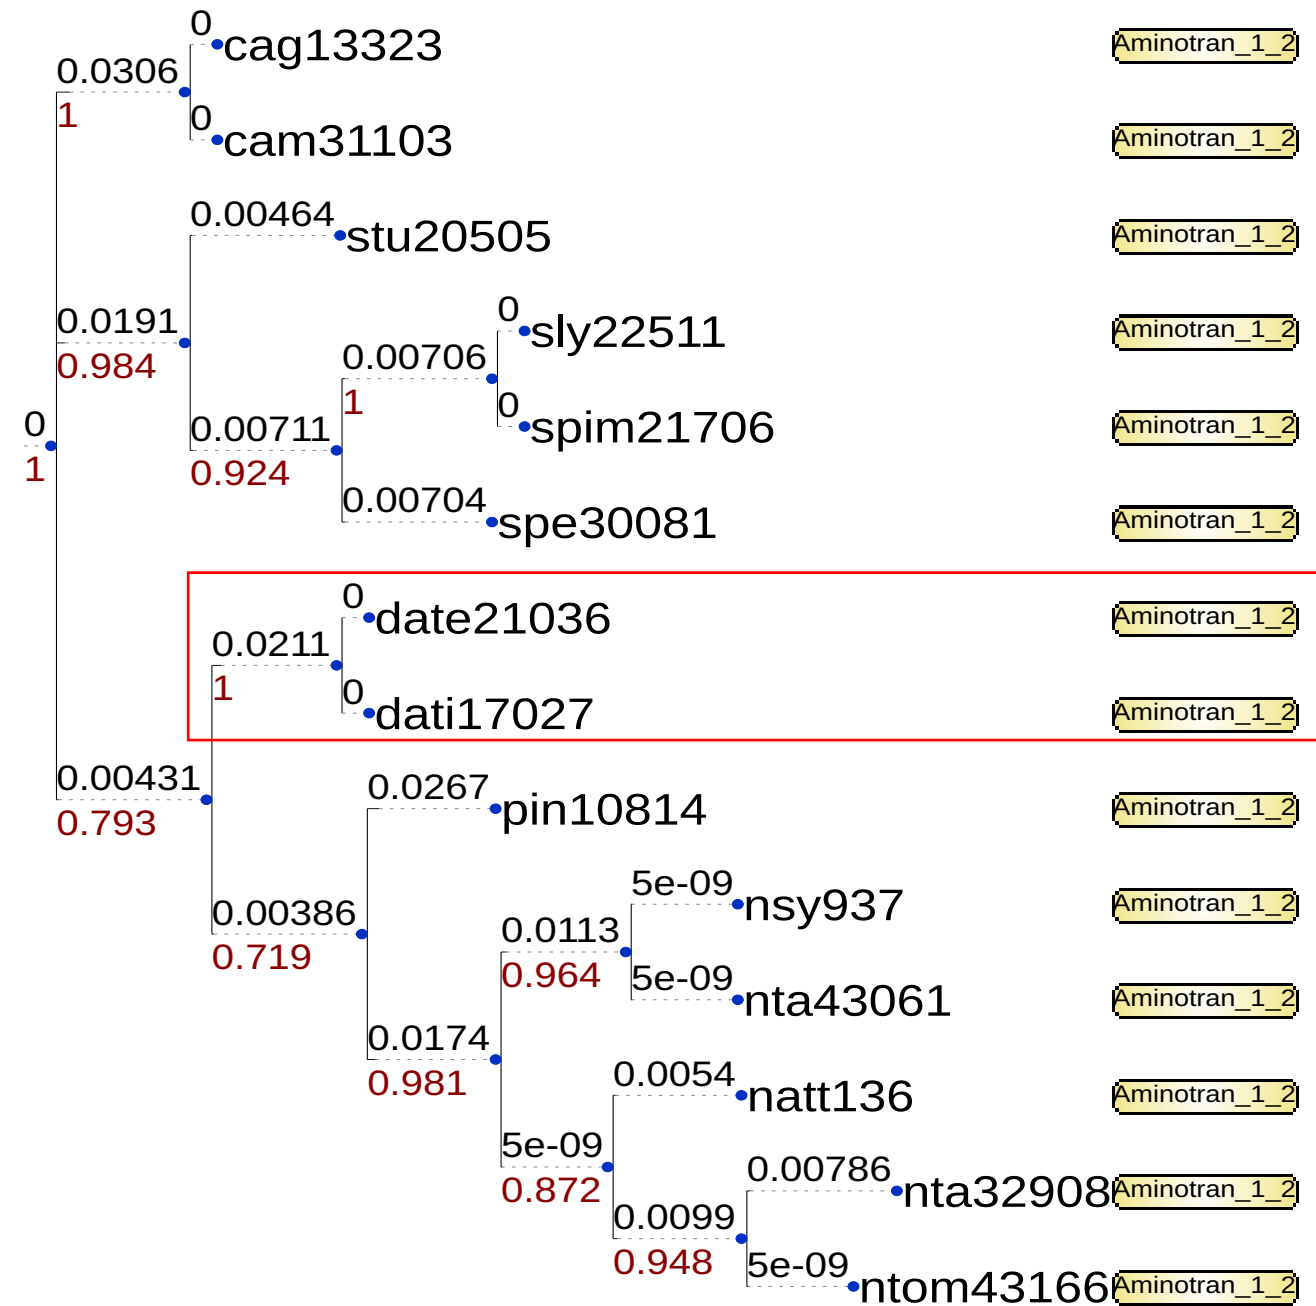 0
cag13323
Aminotran_1_2
0.0306
1
0
cam31103
Aminotran_1_2
0.00464
stu20505
Aminotran_1_2
0
sly22511
Aminotran_1_2
0.0191
0.984
0.00706
1
0
spim21706
Aminotran_1_2
0
1
0.00711
0.924
0.00704
spe30081
Aminotran_1_2
0
date21036
Aminotran_1_2
0.0211
1
0
dati17027
Aminotran_1_2
0.00431
0.793
0.0267
pin10814
Aminotran_1_2
5e-09
nsy937
Aminotran_1_2
0.00386
0.719
0.0113
0.964
5e-09
nta43061
Aminotran_1_2
0.0174
0.981
0.0054
natt136
Aminotran_1_2
5e-09
0.872
0.00786
nta32908
Aminotran_1_2
0.0099
0.948
5e-09
ntom43166
Aminotran_1_2